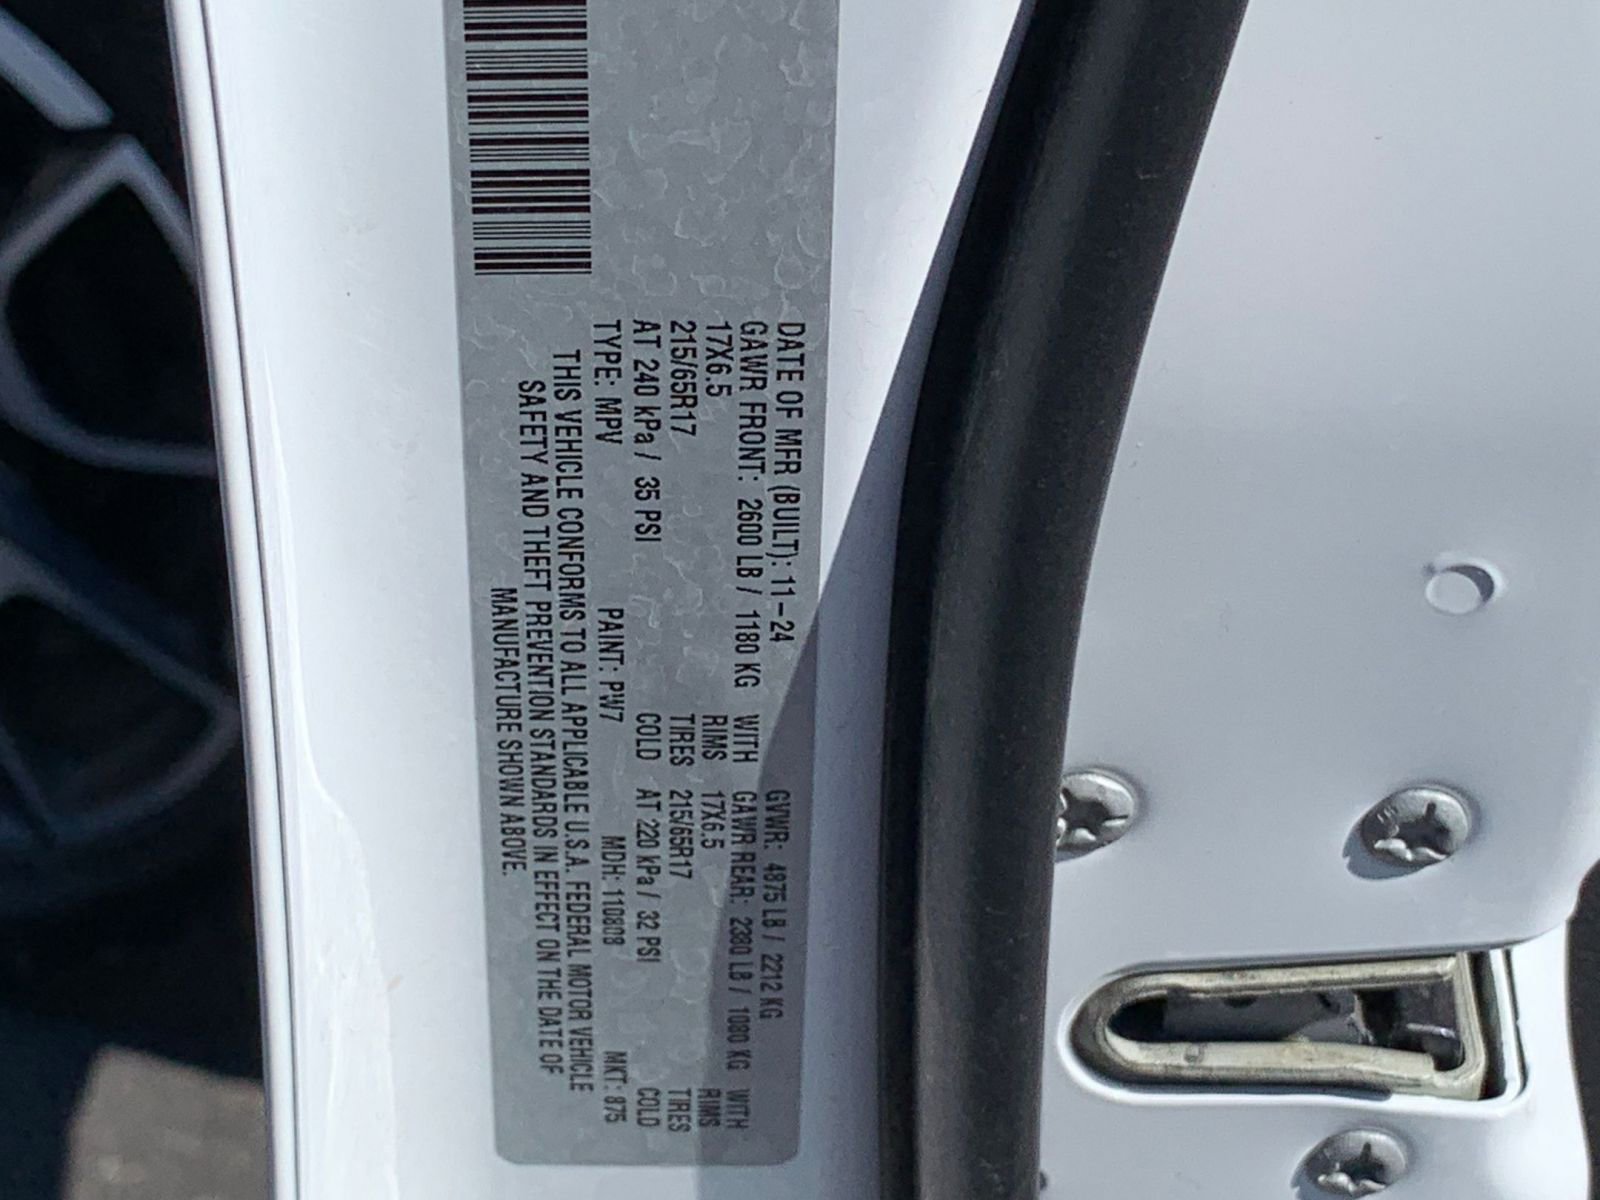 DATE OF MFR (BUILT): 11-24 GVWR: 4875 LB / 2212 KG
GAWR FRONT: 2600 LB / 1180 KG WITH GAWR REAR: 2380 LB / 1080 KG WITH
17X6.5 RIMS 17X6.5 RIMS
215/65R17 TIRES 215/65R17 TIRES
AT 240 kPa / 35 PSI COLD AT 220 kPa / 32 PSI COLD
TYPE: MPV PAINT: PW7 MDH: 110808 MKT: 875
THIS VEHICLE CONFORMS TO ALL APPLICABLE U.S.A. FEDERAL MOTOR VEHICLE
SAFETY AND THEFT PREVENTION STANDARDS IN EFFECT ON THE DATE OF
MANUFACTURE SHOWN ABOVE.